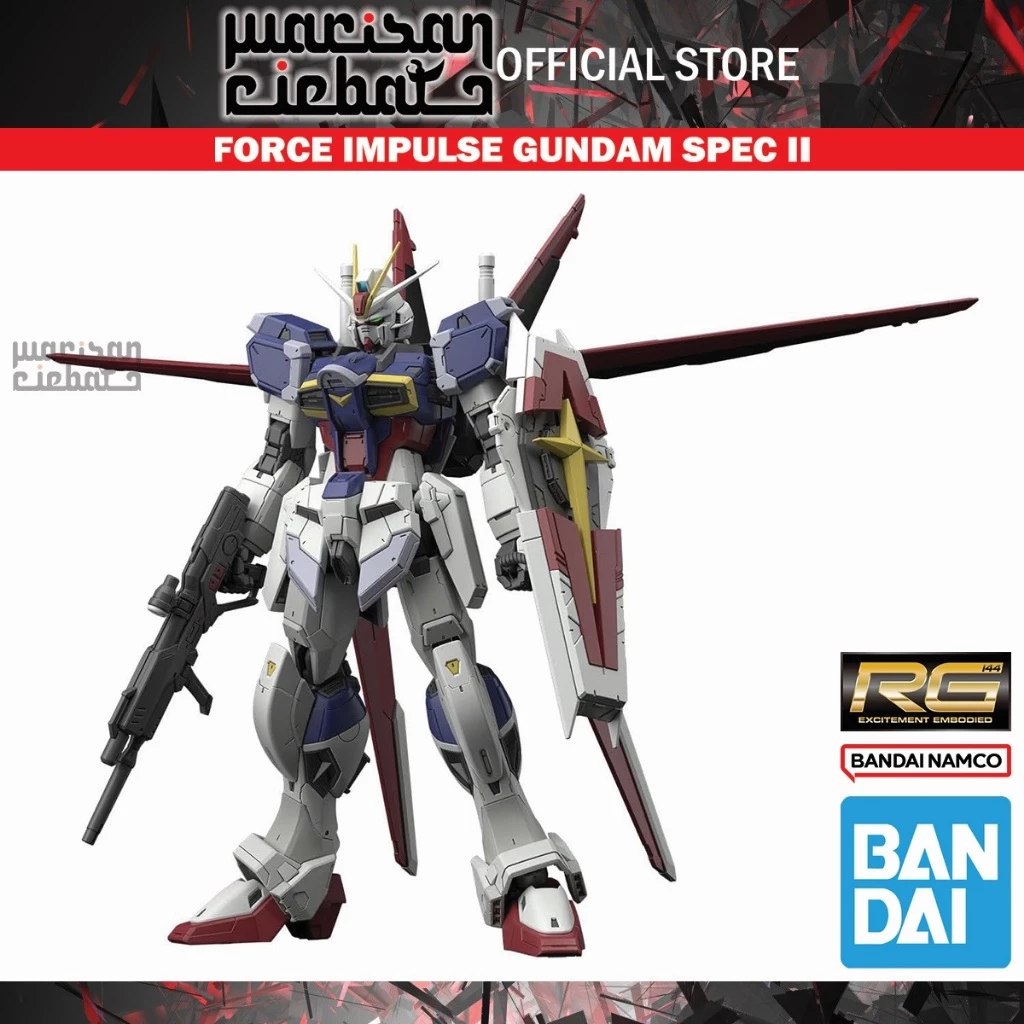 warisan
ciebat
OFFICIAL STORE
FORCE IMPULSE GUNDAM SPEC II
warisan
ciebat
RG
144
EXCITEMENT EMBODIED
BANDAI NAMCO
BAN
DAI